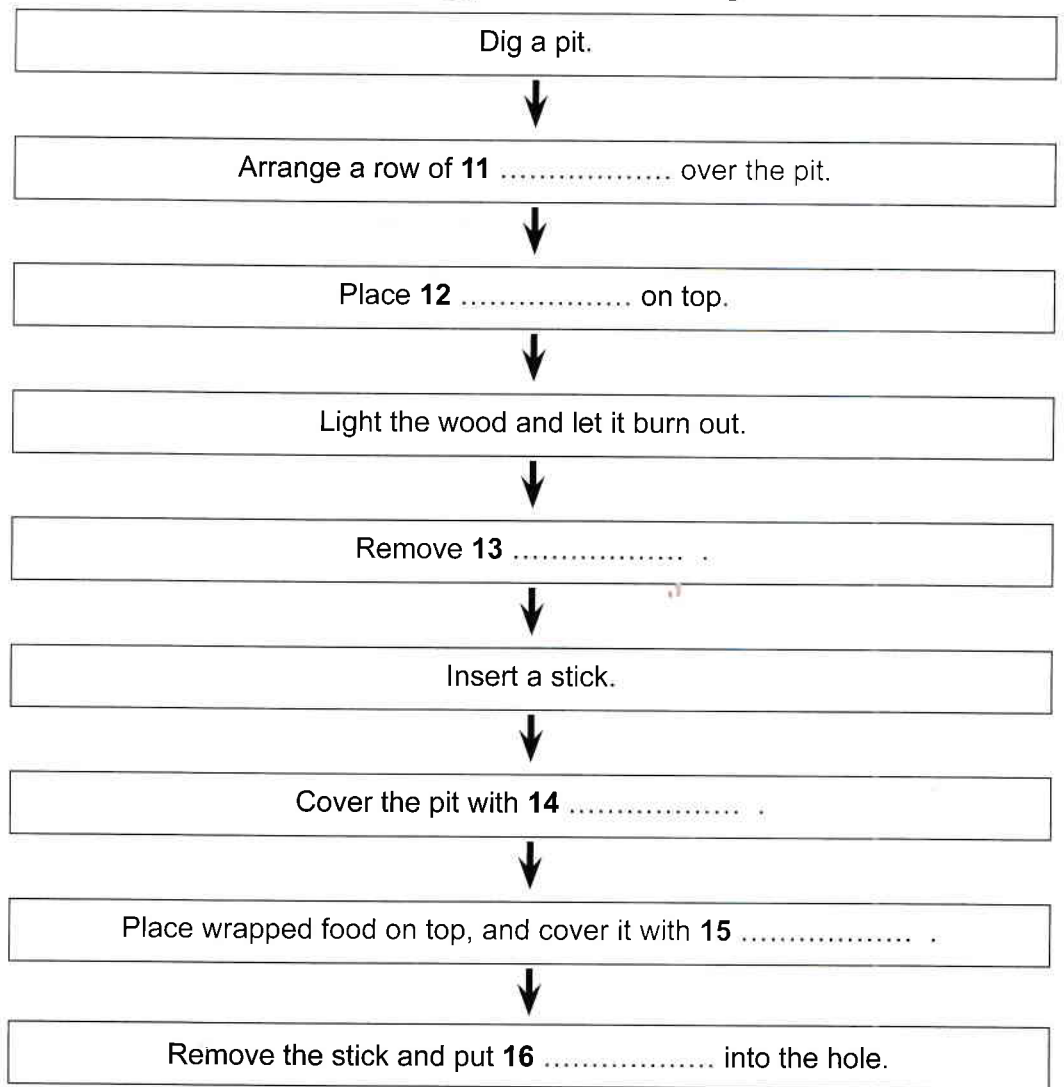 Dig a pit.
Arrange a row of 11 .................. over the pit.
Place 12 .................. on top.
Light the wood and let it burn out.
Remove 13 .................. .
Insert a stick.
Cover the pit with 14 .................. .
Place wrapped food on top, and cover it with 15 .................. .
Remove the stick and put 16 .................. into the hole.